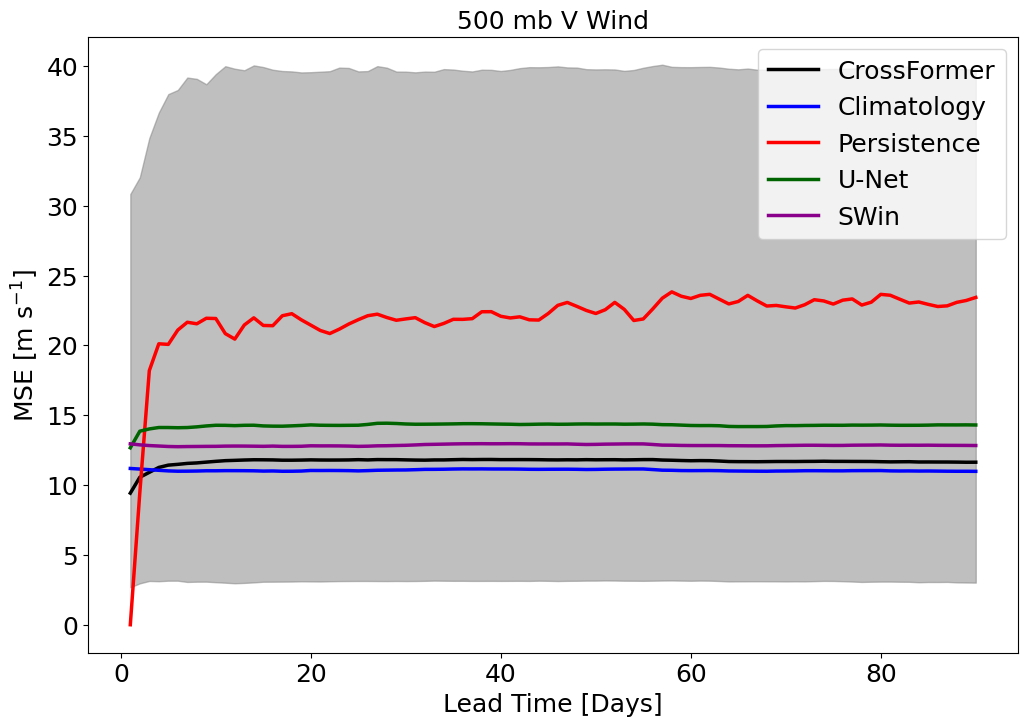 500 mb V Wind
MSE [m s⁻¹]
40
35
30
25
20
15
10
5
0
CrossFormer
Climatology
Persistence
U-Net
SWin
0 20 40 60 80
Lead Time [Days]